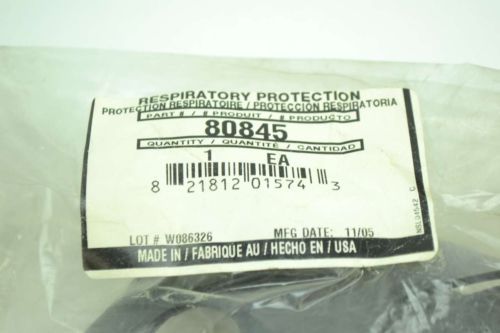 RESPIRATORY PROTECTION
PROTECTION RESPIRATOIRE / PROTECCIÓN RESPIRATORIA
PART # / # PRODUIT / # PRODUCTO
80845
QUANTITY / QUANTITÉ / CANTIDAD
1 EA
8 21812 01574 3
LOT # W086326 MFG DATE: 11/05
MADE IN / FABRIQUE AU / HECHO EN / USA